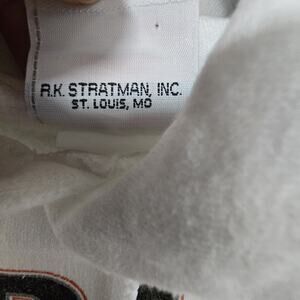 R.K. STRATMAN, INC.
ST. LOUIS, MO